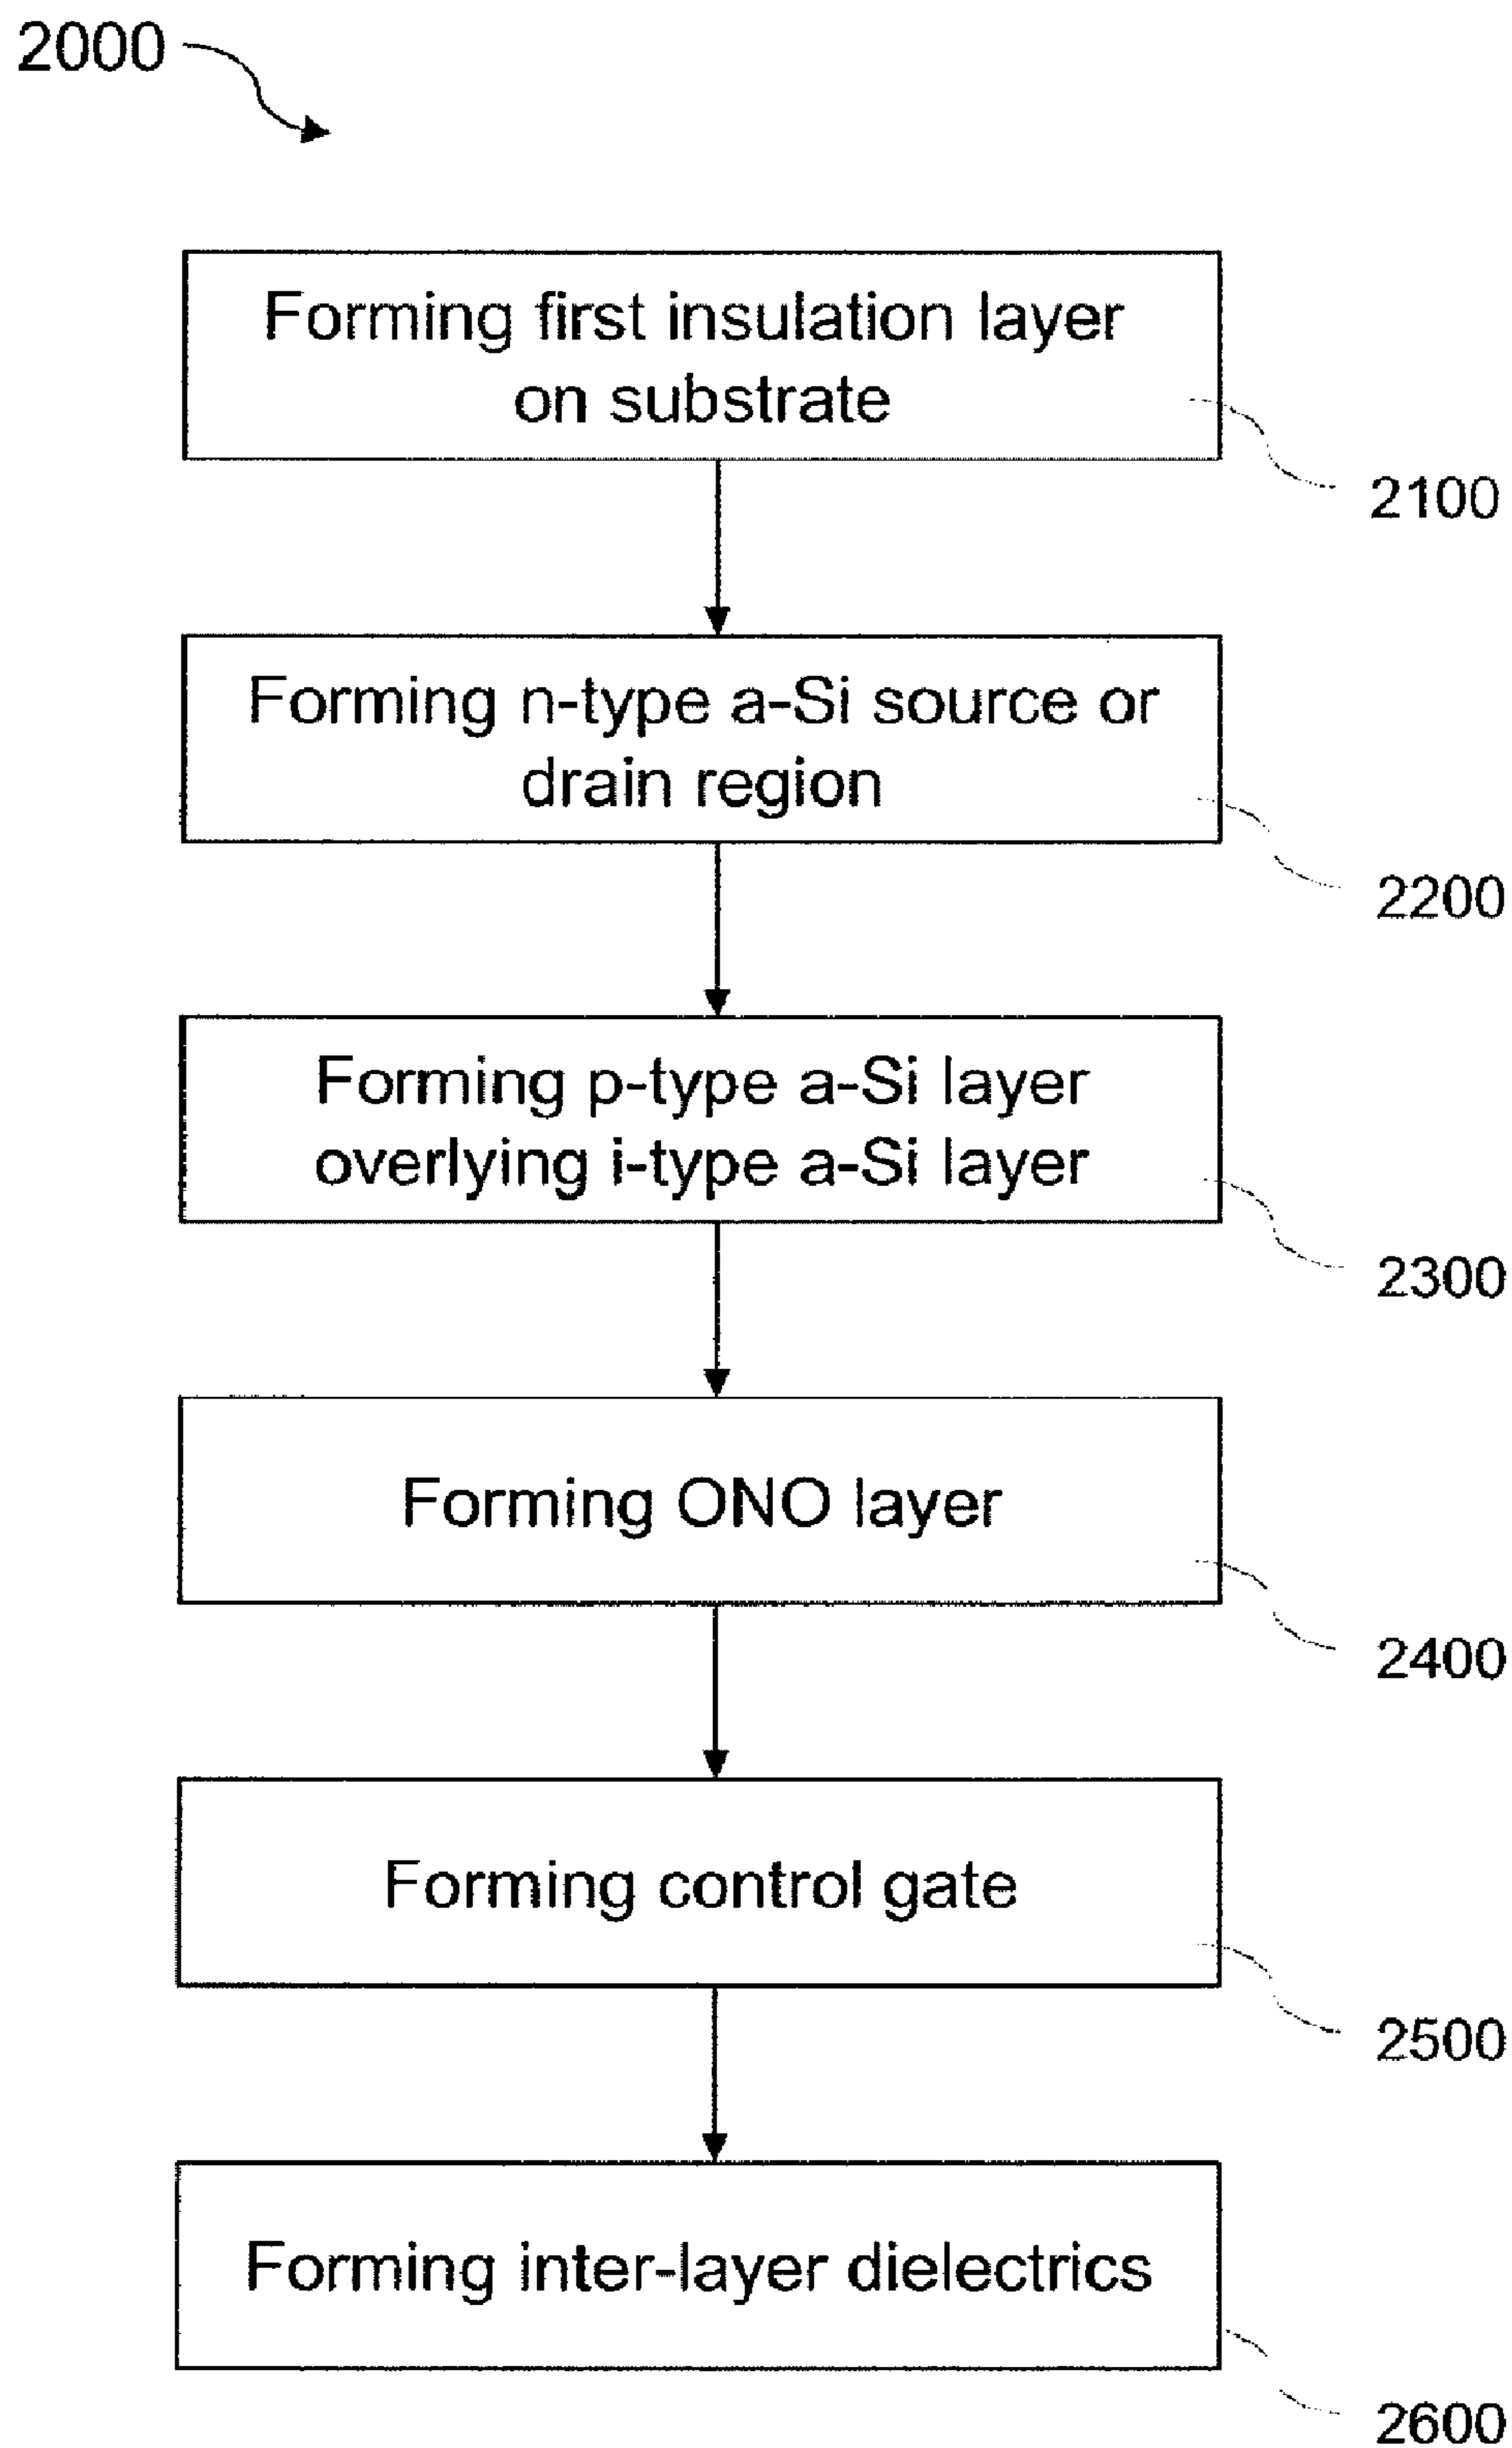 2000
Forming first insulation layer
on substrate
2100
Forming n-type a-Si source or
drain region
2200
Forming p-type a-Si layer
overlying i-type a-Si layer
2300
Forming ONO layer
2400
Forming control gate
2500
Forming inter-layer dielectrics
2600